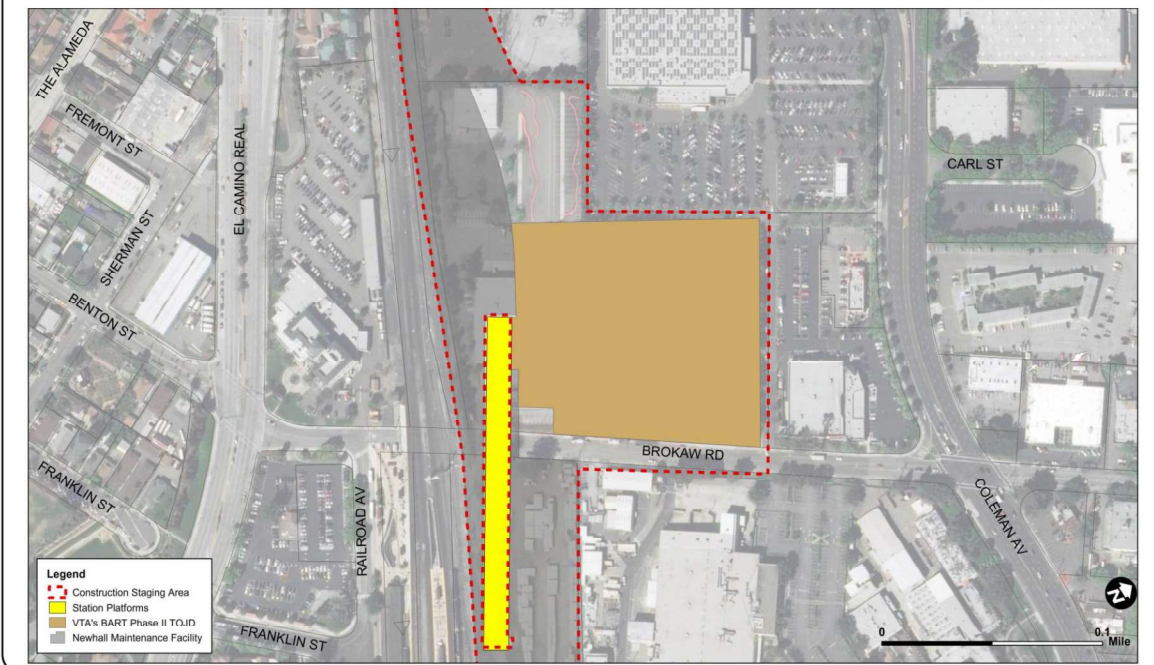 THE ALAMEDA
FREMONT ST
EL CAMINO REAL
SHERMAN ST
BENTON ST
FRANKLIN ST
RAILROAD AV
FRANKLIN ST
BROKAW RD
CARL ST
COLEMAN AV
Legend
Construction Staging Area
Station Platforms
VTA's BART Phase II TOJD
Newhall Maintenance Facility
N
0 0.1
Mile